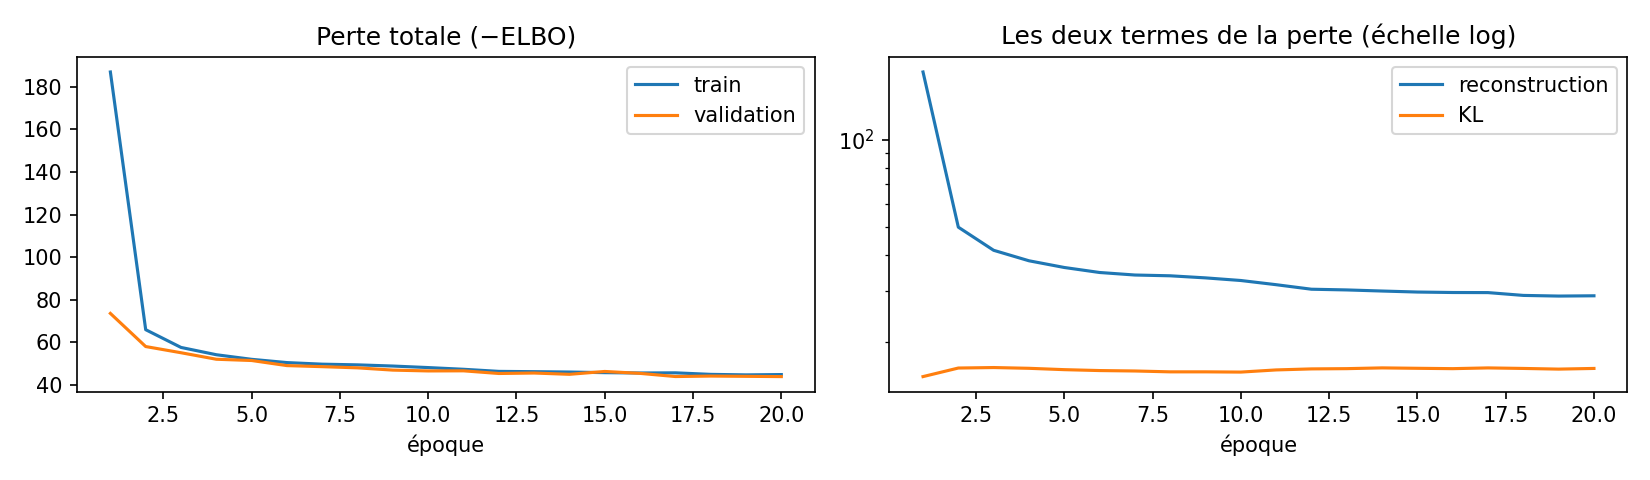 Perte totale (−ELBO)
180
160
140
120
100
80
60
40
2.5 5.0 7.5 10.0 12.5 15.0 17.5 20.0
époque
train
validation
Les deux termes de la perte (échelle log)
10²
2.5 5.0 7.5 10.0 12.5 15.0 17.5 20.0
époque
reconstruction
KL